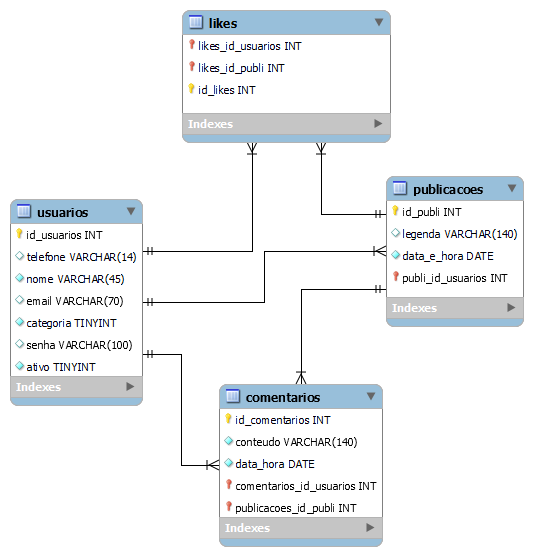 likes
likes_id_usuarios INT
likes_id_publi INT
id_likes INT
Indexes
publicacoes
id_publi INT
legenda VARCHAR(140)
data_e_hora DATE
publi_id_usuarios INT
Indexes
usuarios
id_usuarios INT
telefone VARCHAR(14)
nome VARCHAR(45)
email VARCHAR(70)
categoria TINYINT
senha VARCHAR(100)
ativo TINYINT
Indexes
comentarios
id_comentarios INT
conteudo VARCHAR(140)
data_hora DATE
comentarios_id_usuarios INT
publicacoes_id_publi INT
Indexes